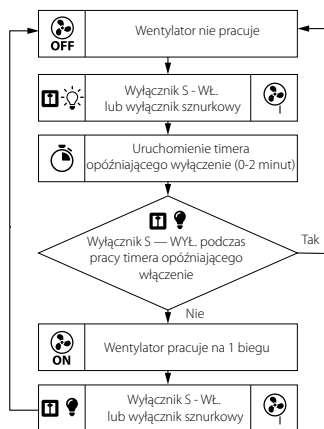 OFF
Wentylator nie pracuje
Wyłącznik S - WŁ.
lub wyłącznik sznurkowy
Uruchomienie timera
opóźniającego wyłączenie (0-2 minut)
Wyłącznik S — WYŁ. podczas
pracy timera opóźniającego
włączenie
Tak
Nie
ON
Wentylator pracuje na 1 biegu
Wyłącznik S - WŁ.
lub wyłącznik sznurkowy